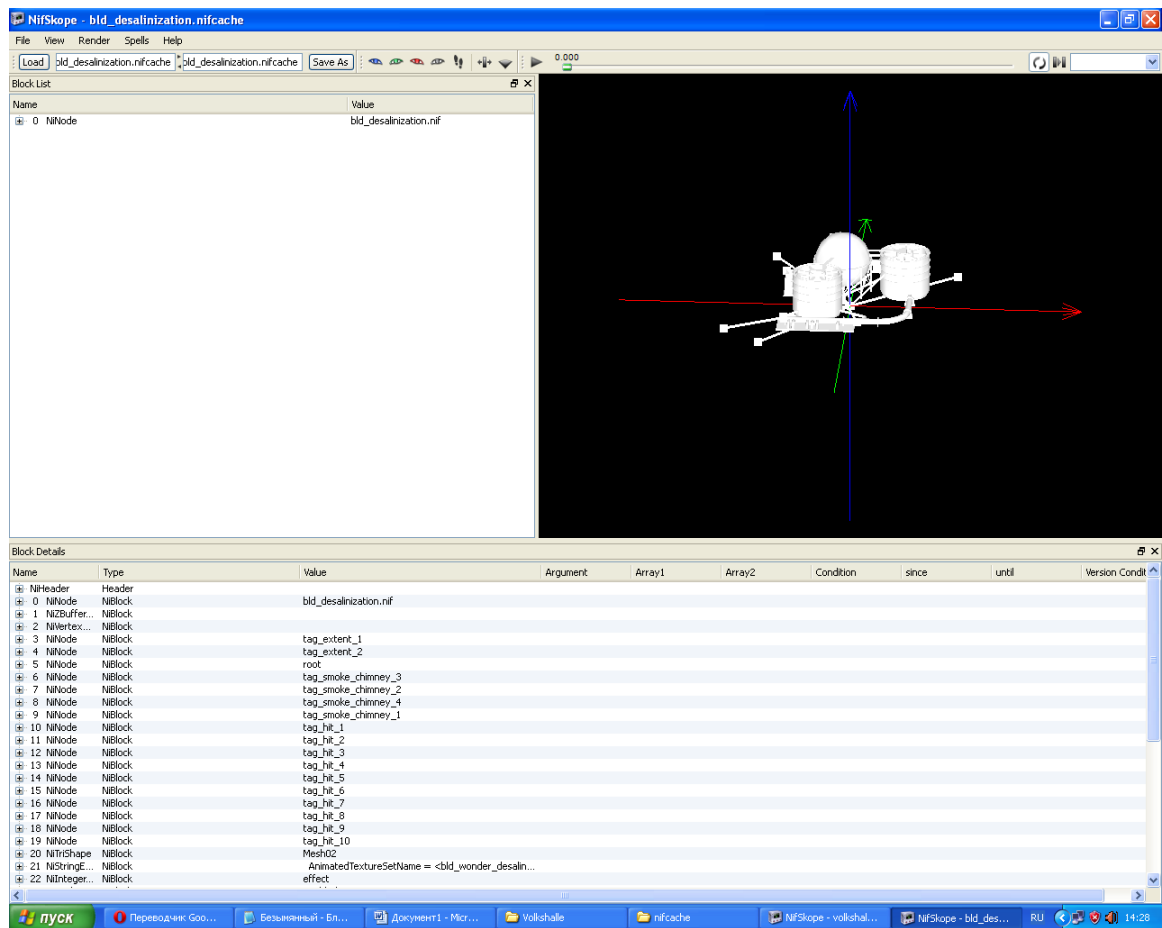 NifSkope - bld_desalinization.nifcache
File View Render Spells Help
Load bld_desalinization.nifcache bld_desalinization.nifcache Save As 0.000
Block List
Name Value
0 NiNode bld_desalinization.nif
Block Details
Name Type Value Argument Array1 Array2 Condition since until Version Condit
NiHeader Header
0 NiNode NiBlock bld_desalinization.nif
1 NiZBuffer... NiBlock
2 NiVertex... NiBlock
3 NiNode NiBlock tag_extent_1
4 NiNode NiBlock tag_extent_2
5 NiNode NiBlock root
6 NiNode NiBlock tag_smoke_chimney_3
7 NiNode NiBlock tag_smoke_chimney_2
8 NiNode NiBlock tag_smoke_chimney_4
9 NiNode NiBlock tag_smoke_chimney_1
10 NiNode NiBlock tag_hit_1
11 NiNode NiBlock tag_hit_2
12 NiNode NiBlock tag_hit_3
13 NiNode NiBlock tag_hit_4
14 NiNode NiBlock tag_hit_5
15 NiNode NiBlock tag_hit_6
16 NiNode NiBlock tag_hit_7
17 NiNode NiBlock tag_hit_8
18 NiNode NiBlock tag_hit_9
19 NiNode NiBlock tag_hit_10
20 NiTriShape NiBlock Mesh02
21 NiStringE... NiBlock AnimatedTextureSetName = <bld_wonder_desalin...
22 NiInteger... NiBlock effect
пуск Переводчик Goo... Безымянный - Бл... Документ1 - Micr... Volkshalle nifcache NifSkope - volkshal... NifSkope - bld_des... RU 14:28